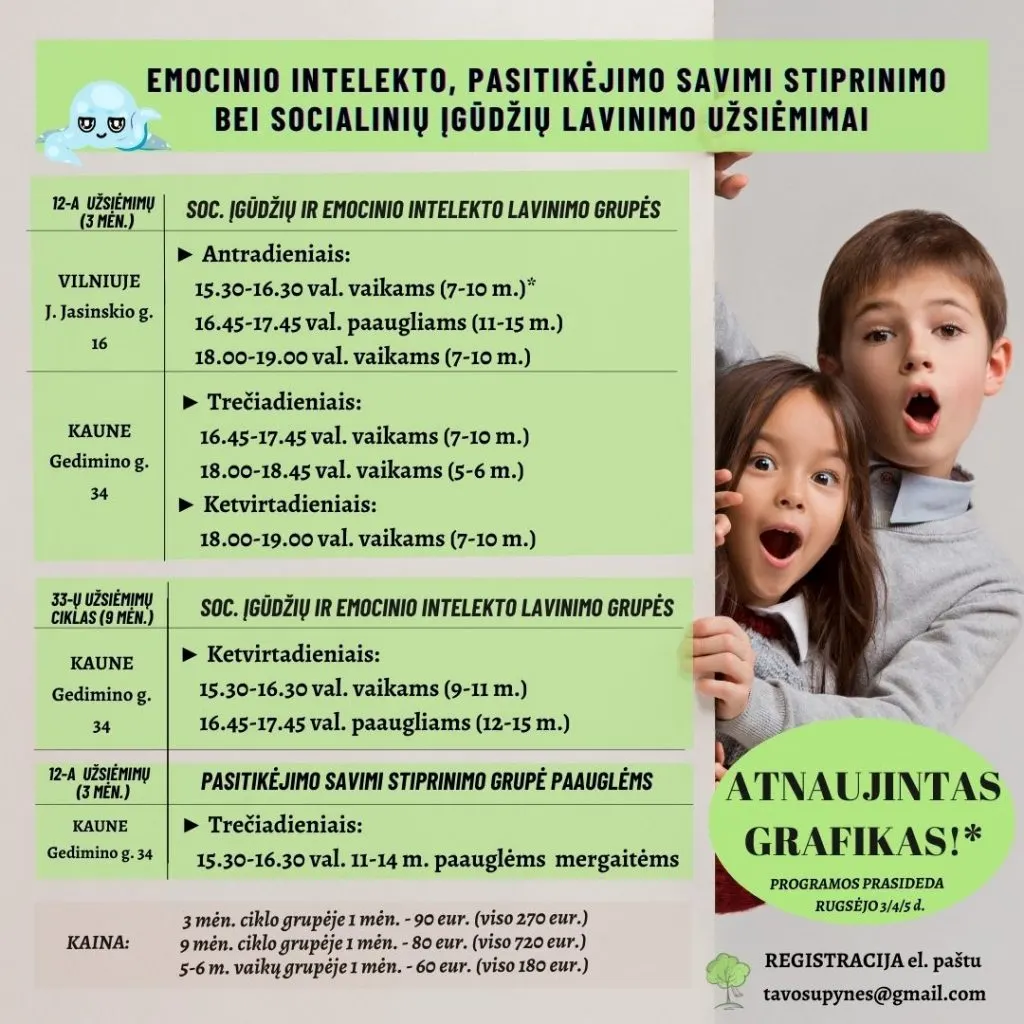 EMOCINIO INTELEKTO, PASITIKĖJIMO SAVIMI STIPRINIMO
BEI SOCIALINIŲ ĮGŪDŽIŲ LAVINIMO UŽSIĖMIMAI
12-A UŽSIĖMIMŲ
(3 MĖN.)
SOC. ĮGŪDŽIŲ IR EMOCINIO INTELEKTO LAVINIMO GRUPĖS
VILNIUJE
J. Jasinskio g.
16
► Antradieniais:
15.30-16.30 val. vaikams (7-10 m.)*
16.45-17.45 val. paaugliams (11-15 m.)
18.00-19.00 val. vaikams (7-10 m.)
KAUNE
Gedimino g.
34
► Trečiadieniais:
16.45-17.45 val. vaikams (7-10 m.)
18.00-18.45 val. vaikams (5-6 m.)
► Ketvirtadieniais:
18.00-19.00 val. vaikams (7-10 m.)
33-Ų UŽSIĖMIMŲ
CIKLAS (9 MĖN.)
SOC. ĮGŪDŽIŲ IR EMOCINIO INTELEKTO LAVINIMO GRUPĖS
KAUNE
Gedimino g.
34
► Ketvirtadieniais:
15.30-16.30 val. vaikams (9-11 m.)
16.45-17.45 val. paaugliams (12-15 m.)
12-A UŽSIĖMIMŲ
(3 MĖN.)
PASITIKĖJIMO SAVIMI STIPRINIMO GRUPĖ PAAUGLĖMS
KAUNE
Gedimino g. 34
► Trečiadieniais:
15.30-16.30 val. 11-14 m. paauglėms mergaitėms
KAINA:
3 mėn. ciklo grupėje 1 mėn. - 90 eur. (viso 270 eur.)
9 mėn. ciklo grupėje 1 mėn. - 80 eur. (viso 720 eur.)
5-6 m. vaikų grupėje 1 mėn. - 60 eur. (viso 180 eur.)
ATNAUJINTAS
GRAFIKAS!*
PROGRAMOS PRASIDEDA
RUGSĖJO 3/4/5 d.
REGISTRACIJA el. paštu
tavosupynes@gmail.com